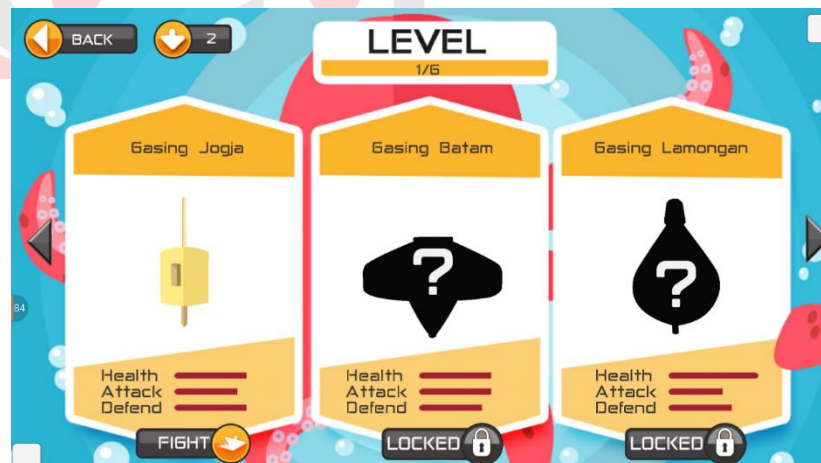 BACK
2
LEVEL
1/6
Gasing Jogja
Gasing Batam
Gasing Lamongan
?
?
84
Health
Attack
Defend
Health
Attack
Defend
Health
Attack
Defend
FIGHT
LOCKED
LOCKED